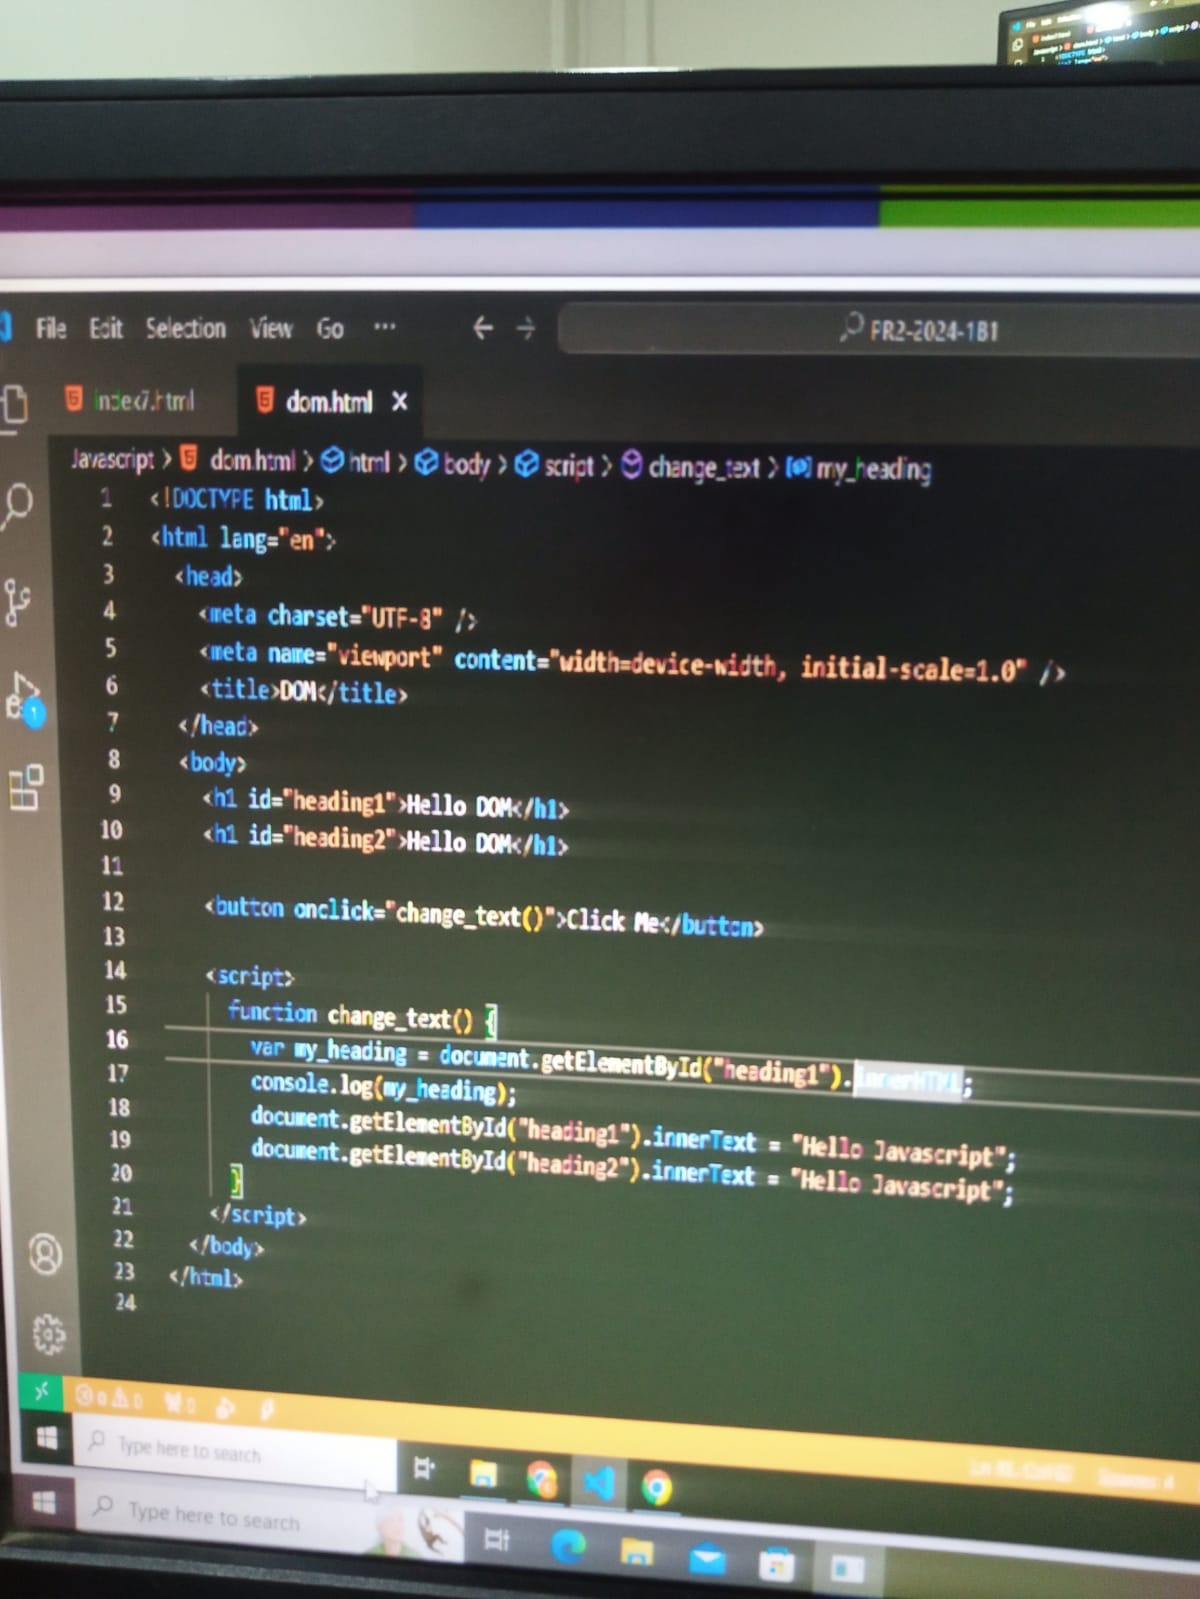 File Edit Selection View Go ··· PR2-2024-1B1
index7.html dom.html
Javascript > dom.html > html > body > script > change_text > my_heading
1 <!DOCTYPE html>
2 <html lang="en">
3 <head>
4 <meta charset="UTF-8" />
5 <meta name="viewport" content="width=device-width, initial-scale=1.0" />
6 <title>DOM</title>
7 </head>
8 <body>
9 <h1 id="heading1">Hello DOM</h1>
10 <h1 id="heading2">Hello DOM</h1>
11
12 <button onclick="change_text()">Click Me</button>
13
14 <script>
15 function change_text() {
16 var my_heading = document.getElementById("heading1").innerHTML;
17 console.log(my_heading);
18 document.getElementById("heading1").innerText = "Hello Javascript";
19 document.getElementById("heading2").innerText = "Hello Javascript";
20 }
21 </script>
22 </body>
23 </html>
24
Type here to search
Type here to search